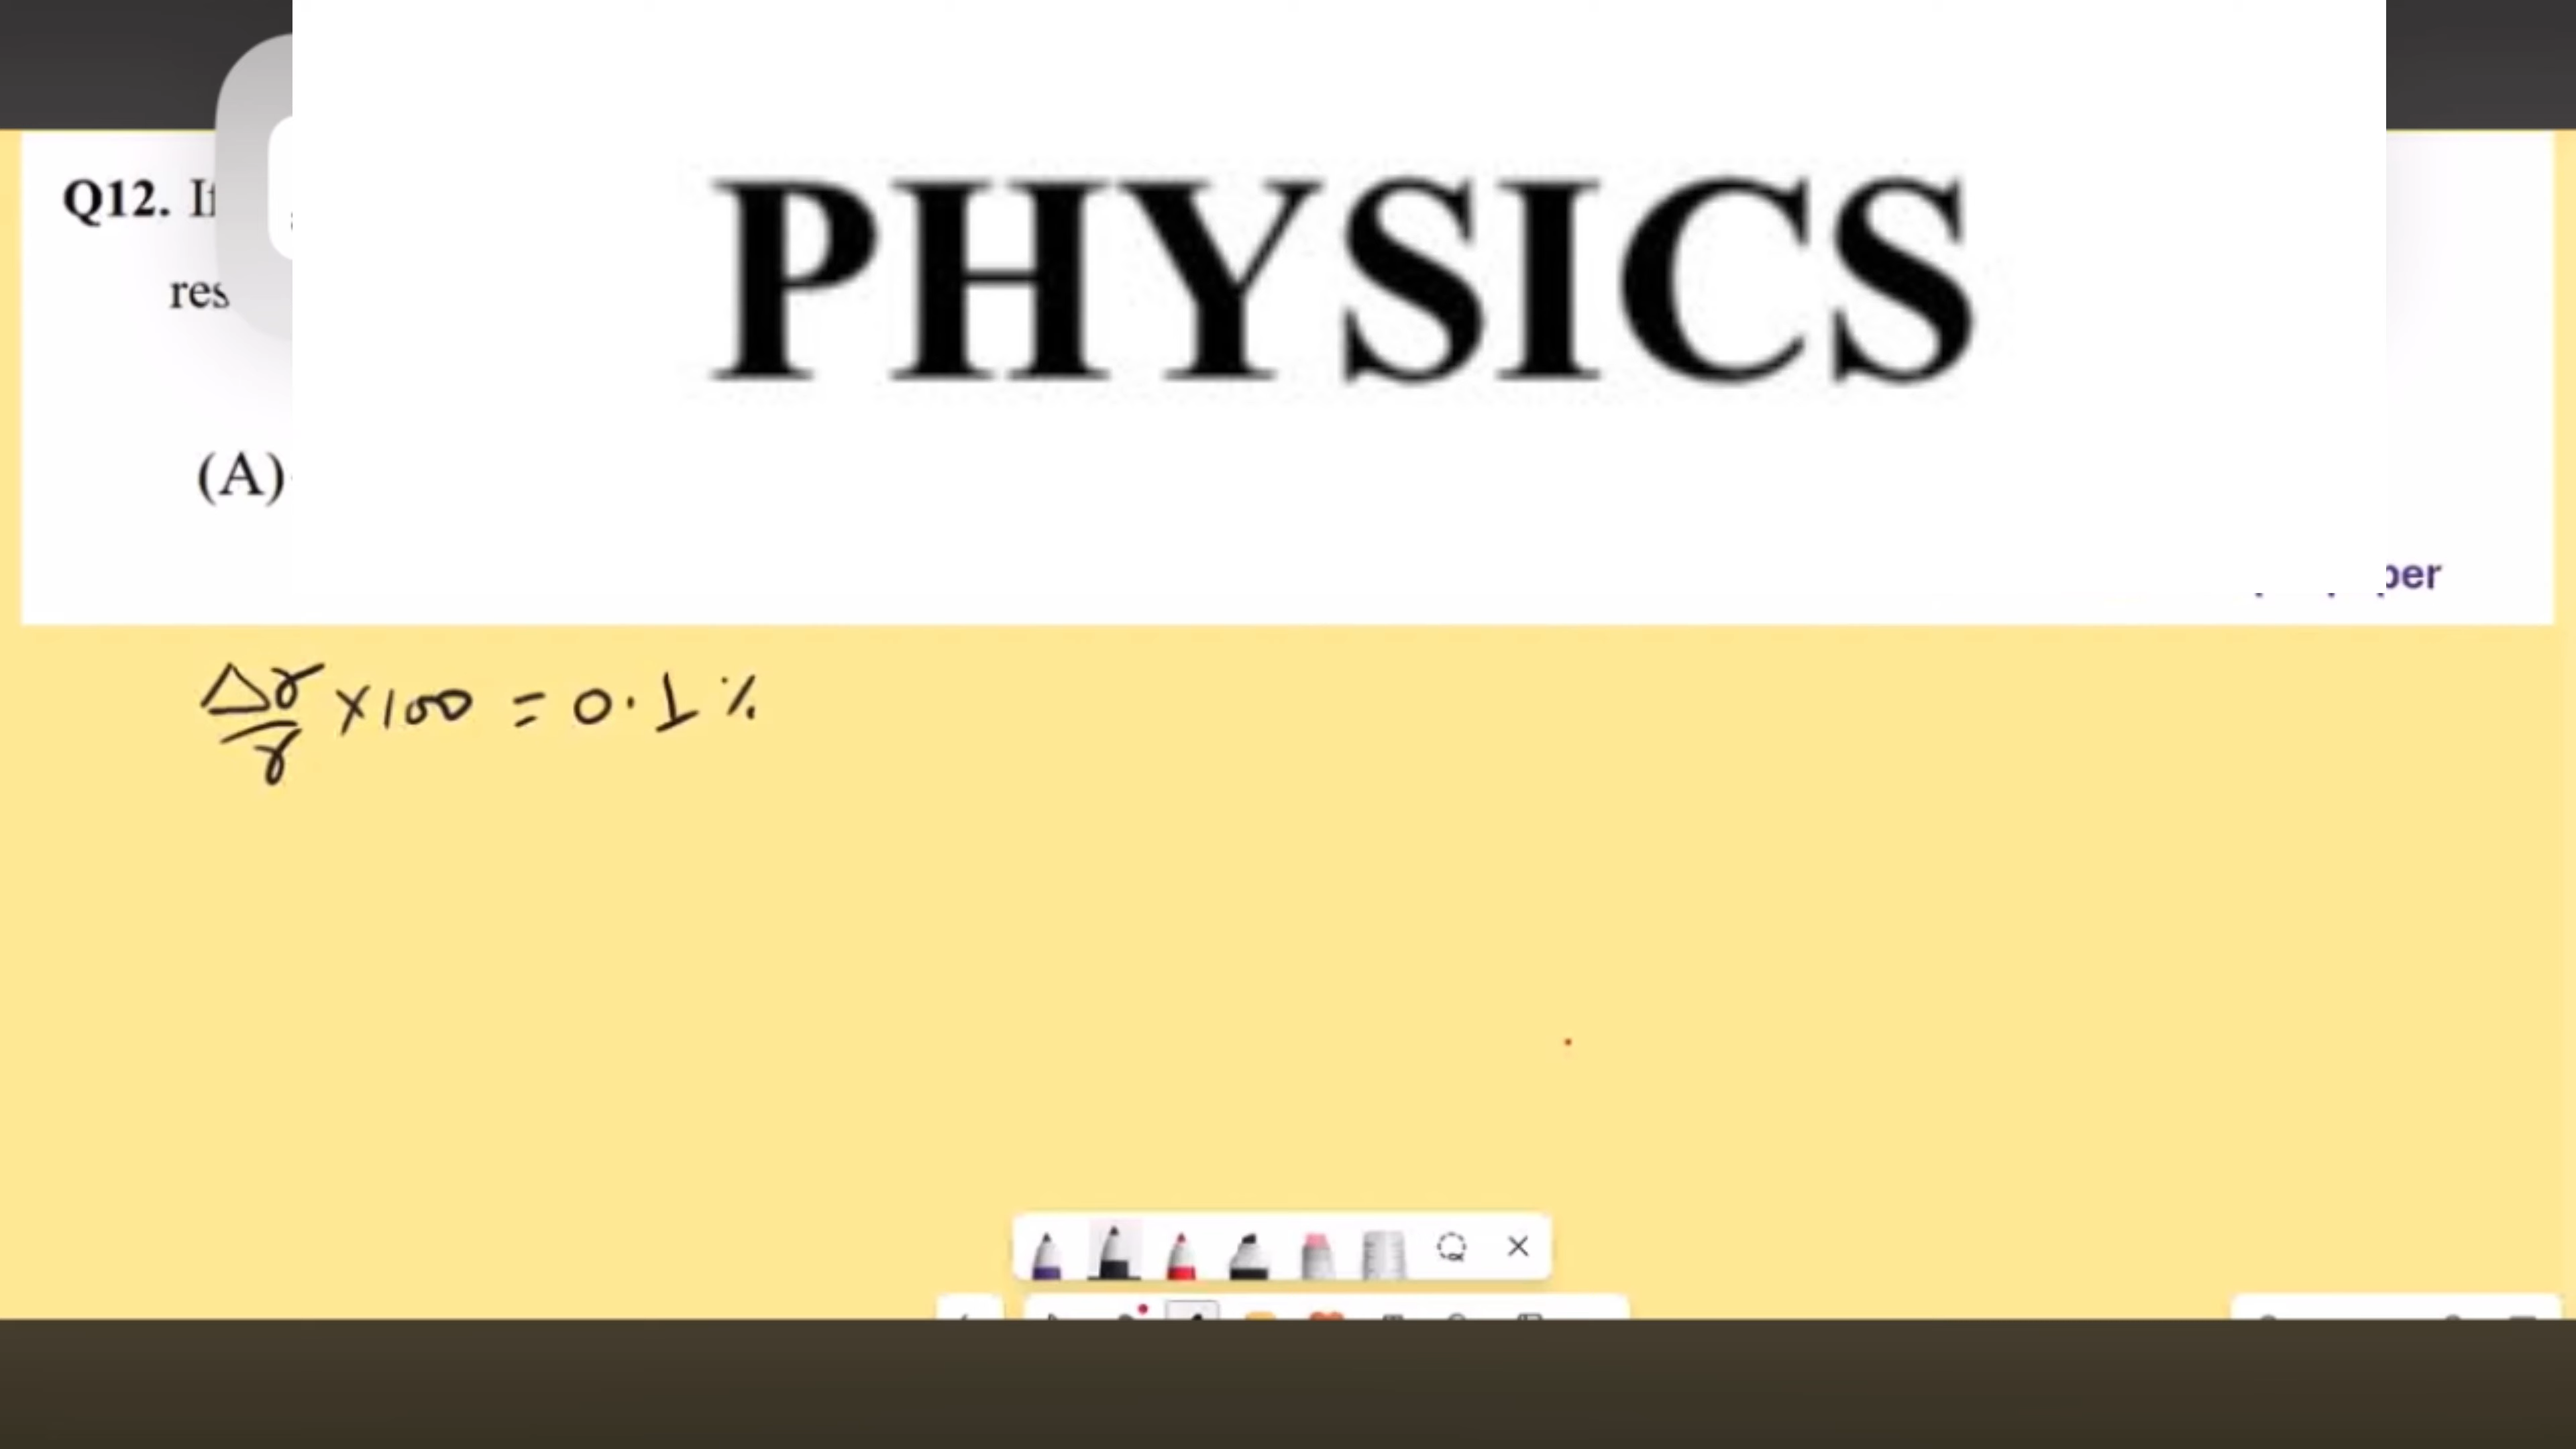 PHYSICS
Q12. If
res
(A)
per
Δr/r × 100 = 0.1 %